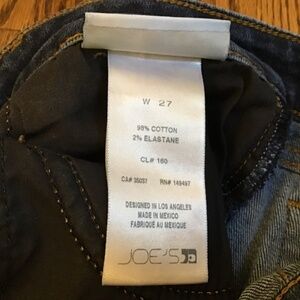 W 27
98% COTTON
2% ELASTANE
CL# 160
CA# 35057 RN# 149497
DESIGNED IN LOS ANGELES
MADE IN MEXICO
FABRIQUÉ AU MEXIQUE
JOE'S